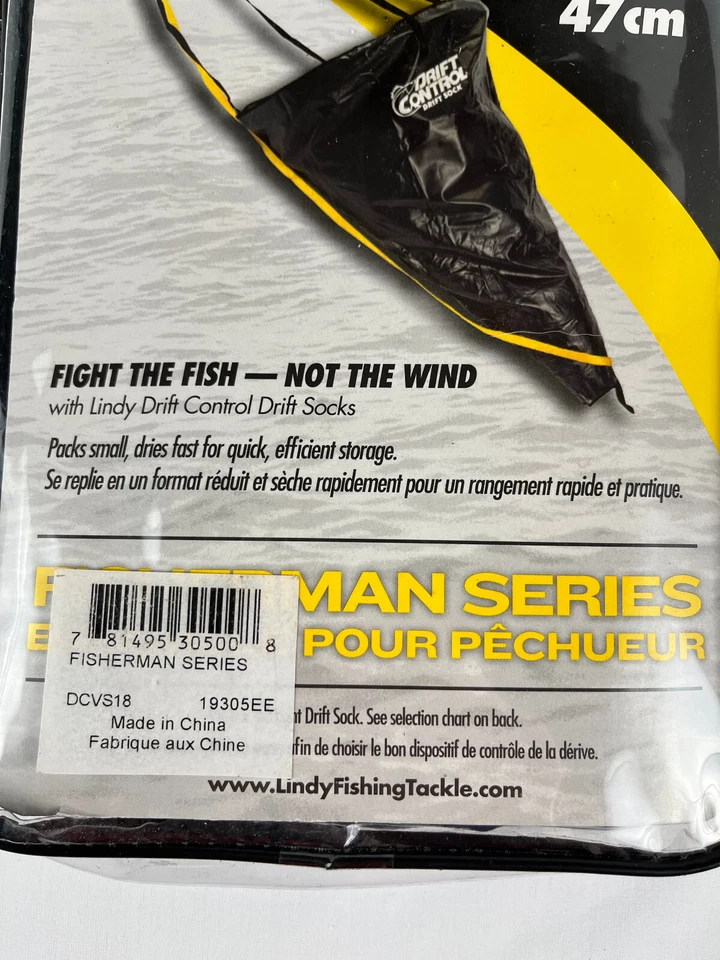 47cm
DRIFT
CONTROL
DRIFT SOCK
FIGHT THE FISH — NOT THE WIND
with Lindy Drift Control Drift Socks
Packs small, dries fast for quick, efficient storage.
Se replie en un format réduit et sèche rapidement pour un rangement rapide et pratique.
MAN SERIES
POUR PÊCHUEUR
7 81495 30500 8
FISHERMAN SERIES
DCVS18 19305EE
Made in China
Fabrique aux Chine
Drift Sock. See selection chart on back.
afin de choisir le bon dispositif de contrôle de la dérive.
www.LindyFishingTackle.com